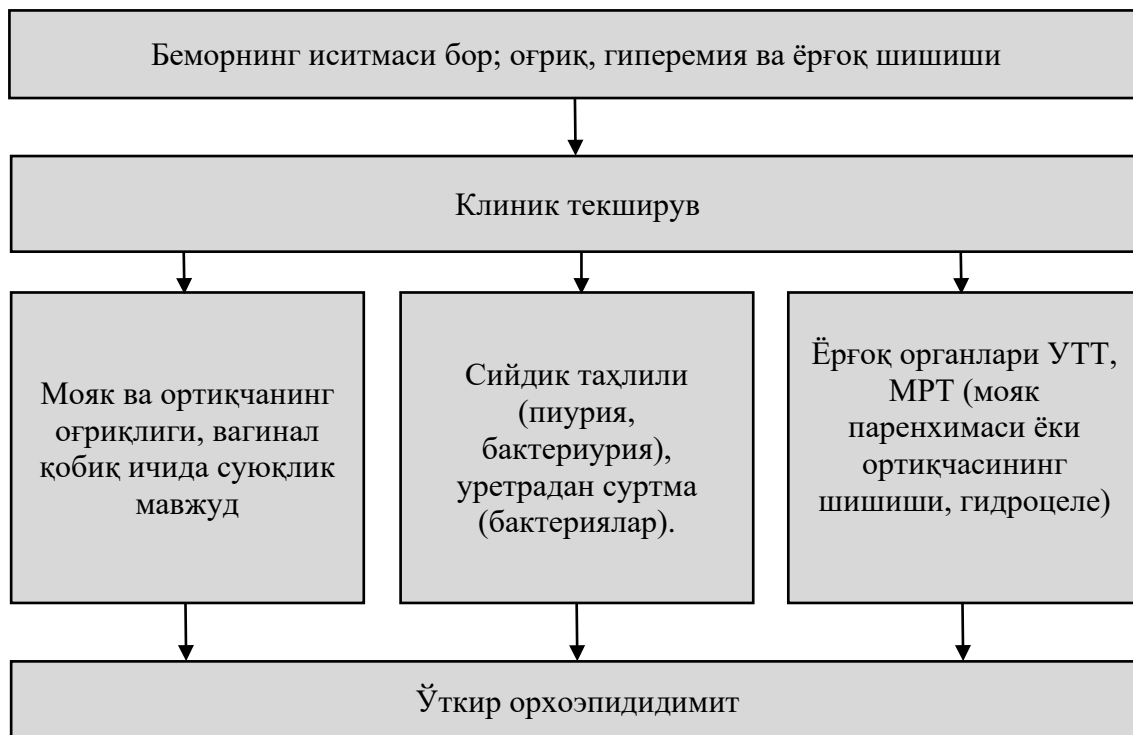 Беморнинг иситмаси бор; оғриқ, гиперемия ва ёрғоқ шишиши
Клиник текширув
Мояк ва ортиқчанинг
оғриқлиги, вагинал
қобиқ ичида суюқлик
мавжуд
Сийдик таҳлили
(пиурия,
бактериурия),
уретрадан суртма
(бактериялар).
Ёрғоқ органлари УТТ,
МРТ (мояк
паренхимаси ёки
ортиқчасининг
шишиши, гидроцеле)
Ўткир орхоэпидидимит